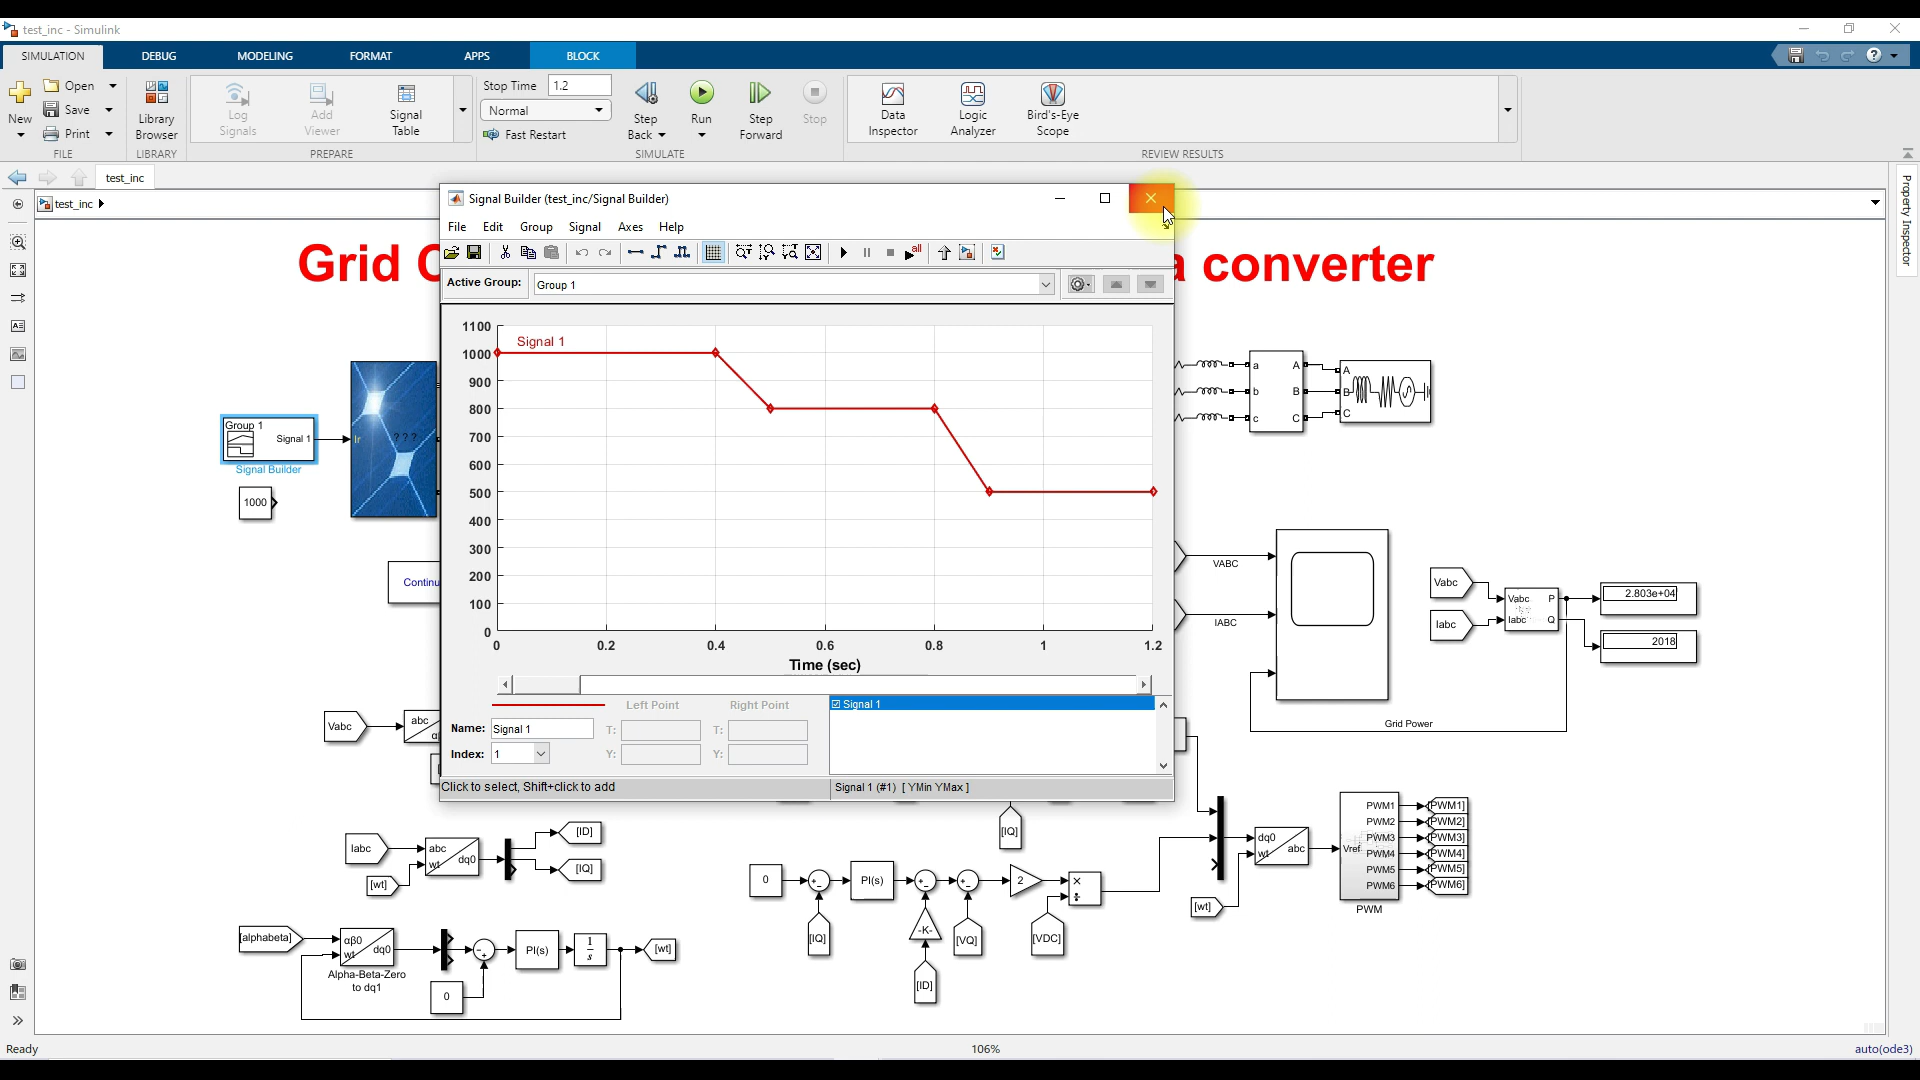 test_inc - Simulink
SIMULATION DEBUG MODELING FORMAT APPS BLOCK
New Open Save Print
FILE
Library Browser
LIBRARY
Log Signals
Add Viewer
Signal Table
PREPARE
Stop Time 1.2
Normal
Fast Restart
Step Back
Run
Step Forward
Stop
SIMULATE
Data Inspector
Logic Analyzer
Bird's-Eye Scope
REVIEW RESULTS
test_inc
test_inc
Property Inspector
Grid C
a converter
Signal Builder (test_inc/Signal Builder)
File Edit Group Signal Axes Help
all
Active Group: Group 1
1100
1000
900
800
700
600
500
400
300
200
100
0
Signal 1
0 0.2 0.4 0.6 0.8 1 1.2
Time (sec)
Left Point Right Point
Name: Signal 1 T: T:
Index: 1 Y: Y:
Signal 1
Click to select, Shift+click to add
Signal 1 (#1) [ YMin YMax ]
Group 1
Signal 1
Signal Builder
1000
Ir
???
Continu
a A A
b B B
c C C
VABC
IABC
Grid Power
Vabc
Iabc
Vabc P
Iabc Q
2.803e+04
2018
Vabc
abc
Iabc
[wt]
abc
wt
dq0
[ID]
[IQ]
[alphabeta]
αβ0
wt
dq0
Alpha-Beta-Zero
to dq1
0
PI(s)
1
s
[wt]
[IQ]
0
PI(s)
2
×
÷
[IQ]
-K-
[VQ]
[VDC]
[ID]
[wt]
dq0
wt
abc
Vref
PWM1 [PWM1]
PWM2 [PWM2]
PWM3 [PWM3]
PWM4 [PWM4]
PWM5 [PWM5]
PWM6 [PWM6]
PWM
Ready
106%
auto(ode3)